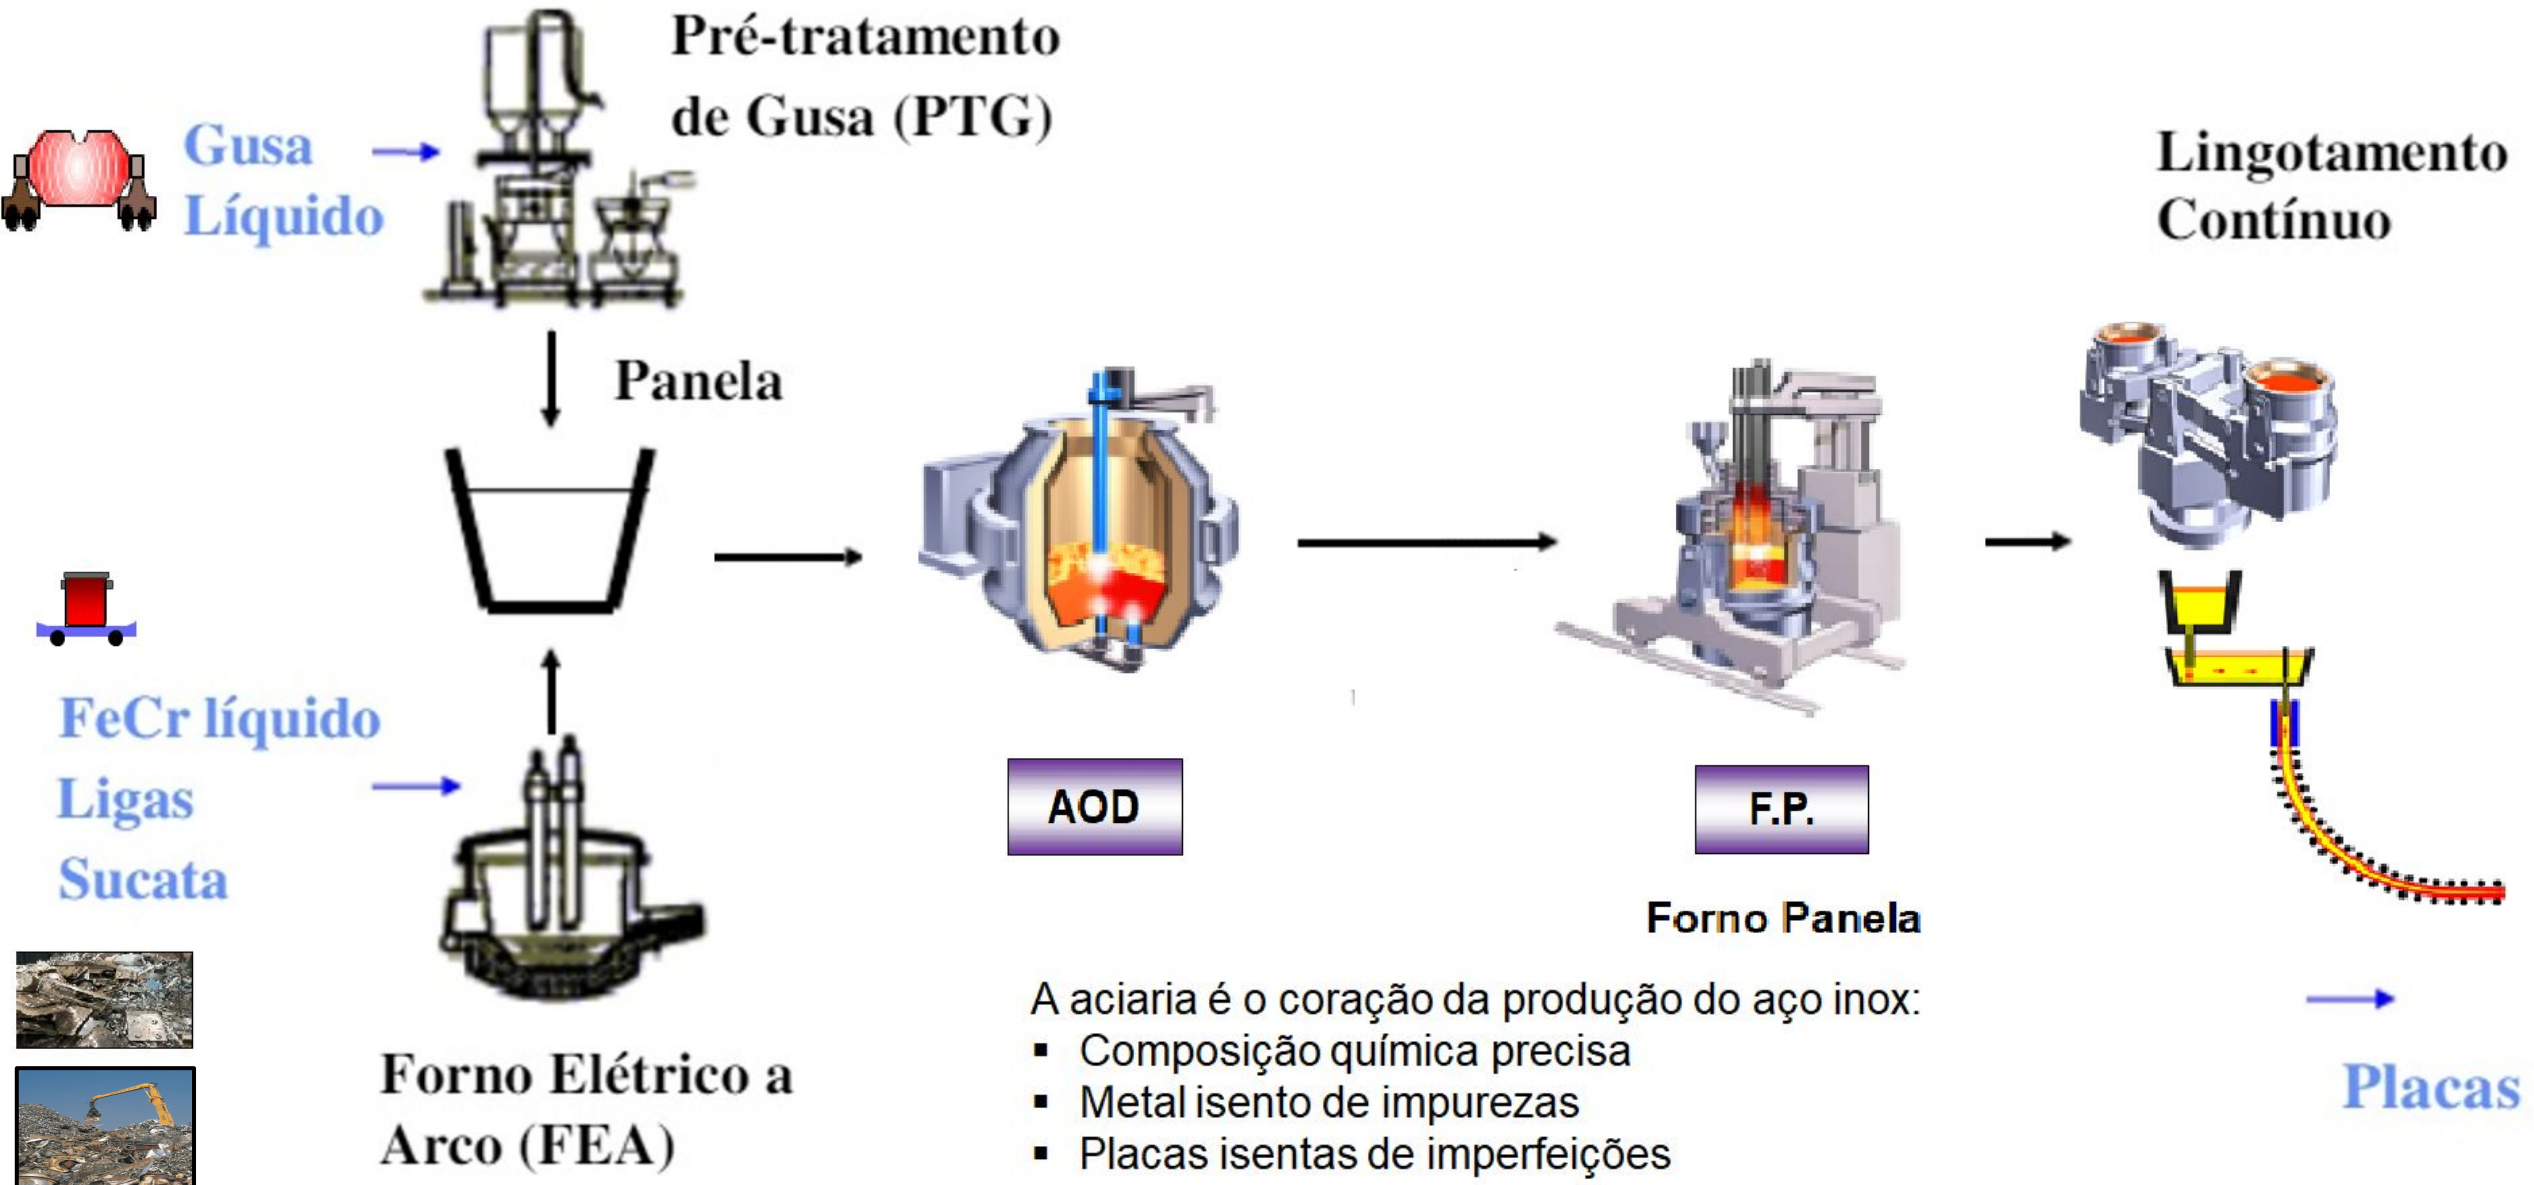 Pré-tratamento
de Gusa (PTG)
Gusa
Líquido
Lingotamento
Contínuo
Panela
FeCr líquido
Ligas
Sucata
AOD
F.P.
Forno Panela
Forno Elétrico a
Arco (FEA)
A aciaria é o coração da produção do aço inox:
▪ Composição química precisa
▪ Metal isento de impurezas
▪ Placas isentas de imperfeições
Placas